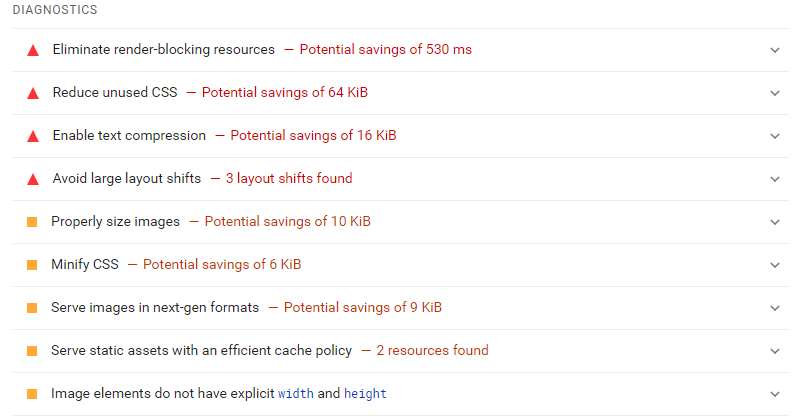 DIAGNOSTICS
Eliminate render-blocking resources — Potential savings of 530 ms
Reduce unused CSS — Potential savings of 64 KiB
Enable text compression — Potential savings of 16 KiB
Avoid large layout shifts — 3 layout shifts found
Properly size images — Potential savings of 10 KiB
Minify CSS — Potential savings of 6 KiB
Serve images in next-gen formats — Potential savings of 9 KiB
Serve static assets with an efficient cache policy — 2 resources found
Image elements do not have explicit width and height